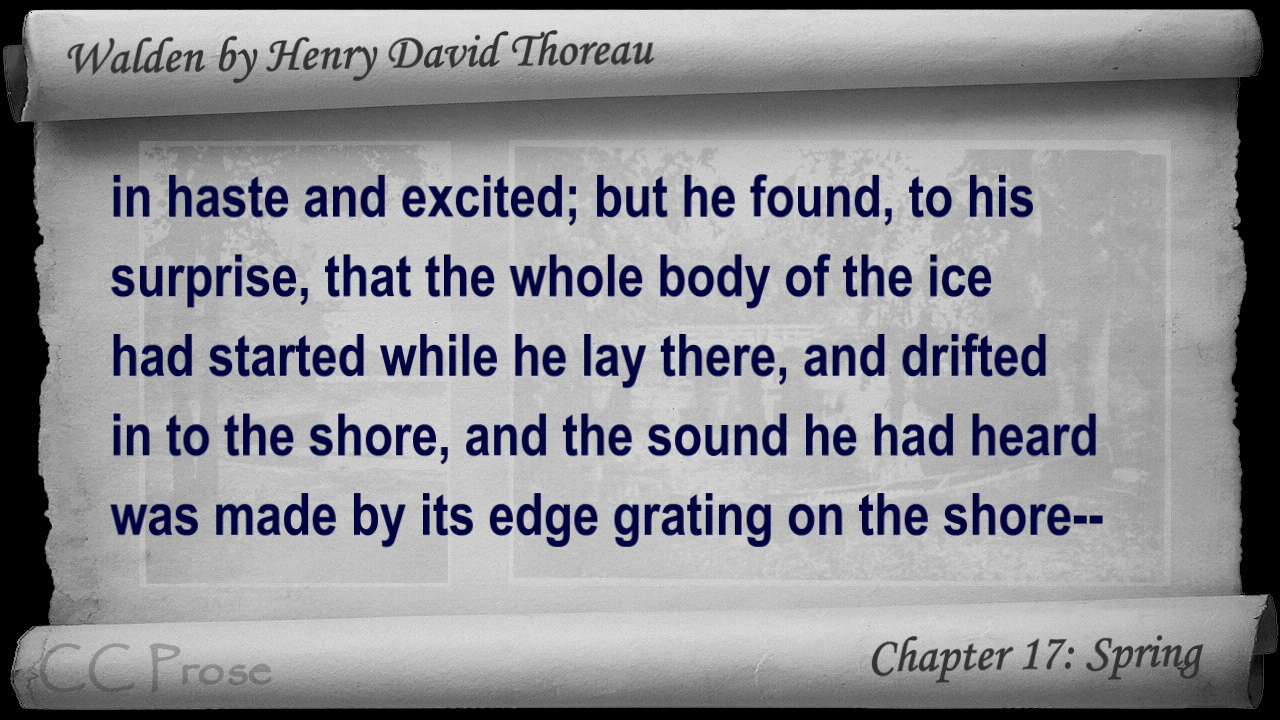 Walden by Henry David Thoreau
in haste and excited; but he found, to his
surprise, that the whole body of the ice
had started while he lay there, and drifted
in to the shore, and the sound he had heard
was made by its edge grating on the shore--
CC Prose
Chapter 17: Spring